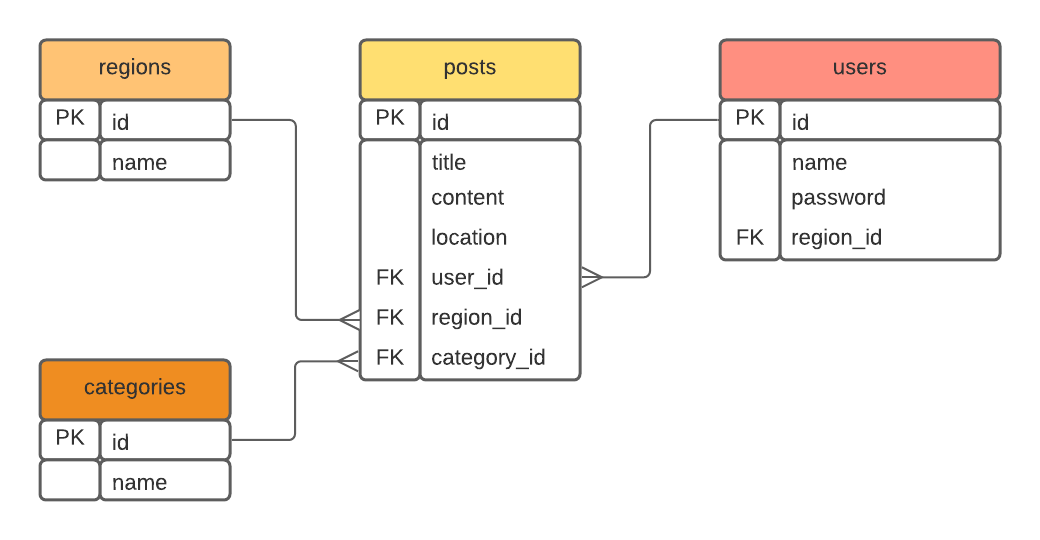 regions
PK id
name
posts
PK id
title
content
location
FK user_id
FK region_id
FK category_id
users
PK id
name
password
FK region_id
categories
PK id
name